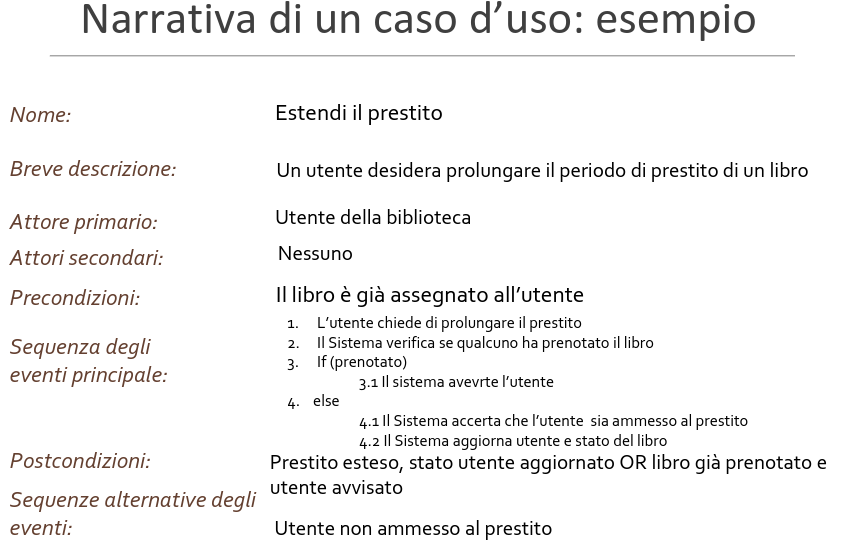 Narrativa di un caso d’uso: esempio
Nome: Estendi il prestito
Breve descrizione: Un utente desidera prolungare il periodo di prestito di un libro
Attore primario: Utente della biblioteca
Attori secondari: Nessuno
Precondizioni: Il libro è già assegnato all’utente
Sequenza degli
eventi principale:
1. L’utente chiede di prolungare il prestito
2. Il Sistema verifica se qualcuno ha prenotato il libro
3. If (prenotato)
3.1 Il sistema avevrte l’utente
4. else
4.1 Il Sistema accerta che l’utente sia ammesso al prestito
4.2 Il Sistema aggiorna utente e stato del libro
Postcondizioni: Prestito esteso, stato utente aggiornato OR libro già prenotato e
utente avvisato
Sequenze alternative degli
eventi: Utente non ammesso al prestito